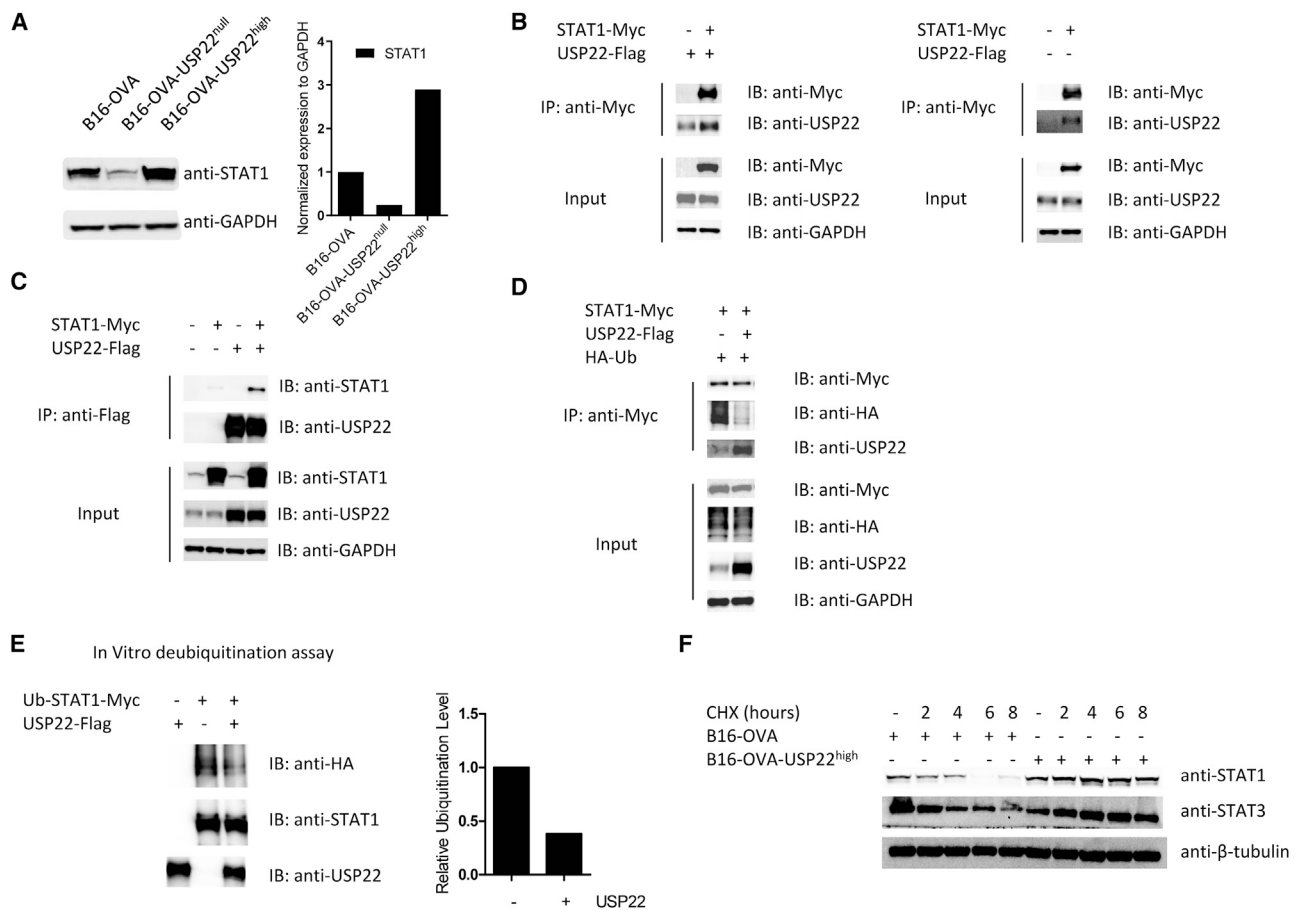 A
B16-OVA
B16-OVA-USP22null
B16-OVA-USP22high
anti-STAT1
anti-GAPDH
Normalized expression to GAPDH
4
3
2
1
0
STAT1
B16-OVA
B16-OVA-USP22null
B16-OVA-USP22high
B
STAT1-Myc - +
USP22-Flag + +
IP: anti-Myc
IB: anti-Myc
IB: anti-USP22
Input
IB: anti-Myc
IB: anti-USP22
IB: anti-GAPDH
STAT1-Myc - +
USP22-Flag - -
IP: anti-Myc
IB: anti-Myc
IB: anti-USP22
Input
IB: anti-Myc
IB: anti-USP22
IB: anti-GAPDH
C
STAT1-Myc - + - +
USP22-Flag - - + +
IP: anti-Flag
IB: anti-STAT1
IB: anti-USP22
Input
IB: anti-STAT1
IB: anti-USP22
IB: anti-GAPDH
D
STAT1-Myc + +
USP22-Flag - +
HA-Ub + +
IP: anti-Myc
IB: anti-Myc
IB: anti-HA
IB: anti-USP22
Input
IB: anti-Myc
IB: anti-HA
IB: anti-USP22
IB: anti-GAPDH
E
In Vitro deubiquitination assay
Ub-STAT1-Myc - + +
USP22-Flag + - +
IB: anti-HA
IB: anti-STAT1
IB: anti-USP22
Relative Ubiquitination Level
1.5
1.0
0.5
0.0
- + USP22
F
CHX (hours) - 2 4 6 8 - 2 4 6 8
B16-OVA + + + + + - - - - -
B16-OVA-USP22high - - - - - + + + + +
anti-STAT1
anti-STAT3
anti-β-tubulin